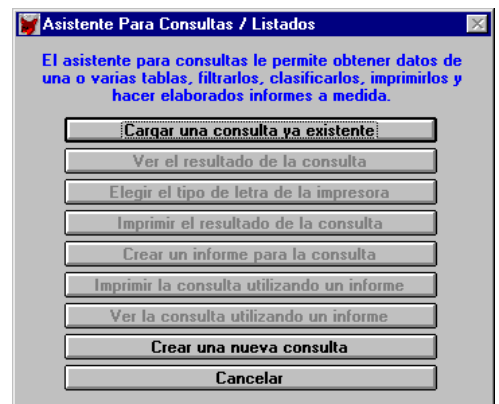 Asistente Para Consultas / Listados
El asistente para consultas le permite obtener datos de
una o varias tablas, filtrarlos, clasificarlos, imprimirlos y
hacer elaborados informes a medida.
Cargar una consulta ya existente
Ver el resultado de la consulta
Elegir el tipo de letra de la impresora
Imprimir el resultado de la consulta
Crear un informe para la consulta
Imprimir la consulta utilizando un informe
Ver la consulta utilizando un informe
Crear una nueva consulta
Cancelar